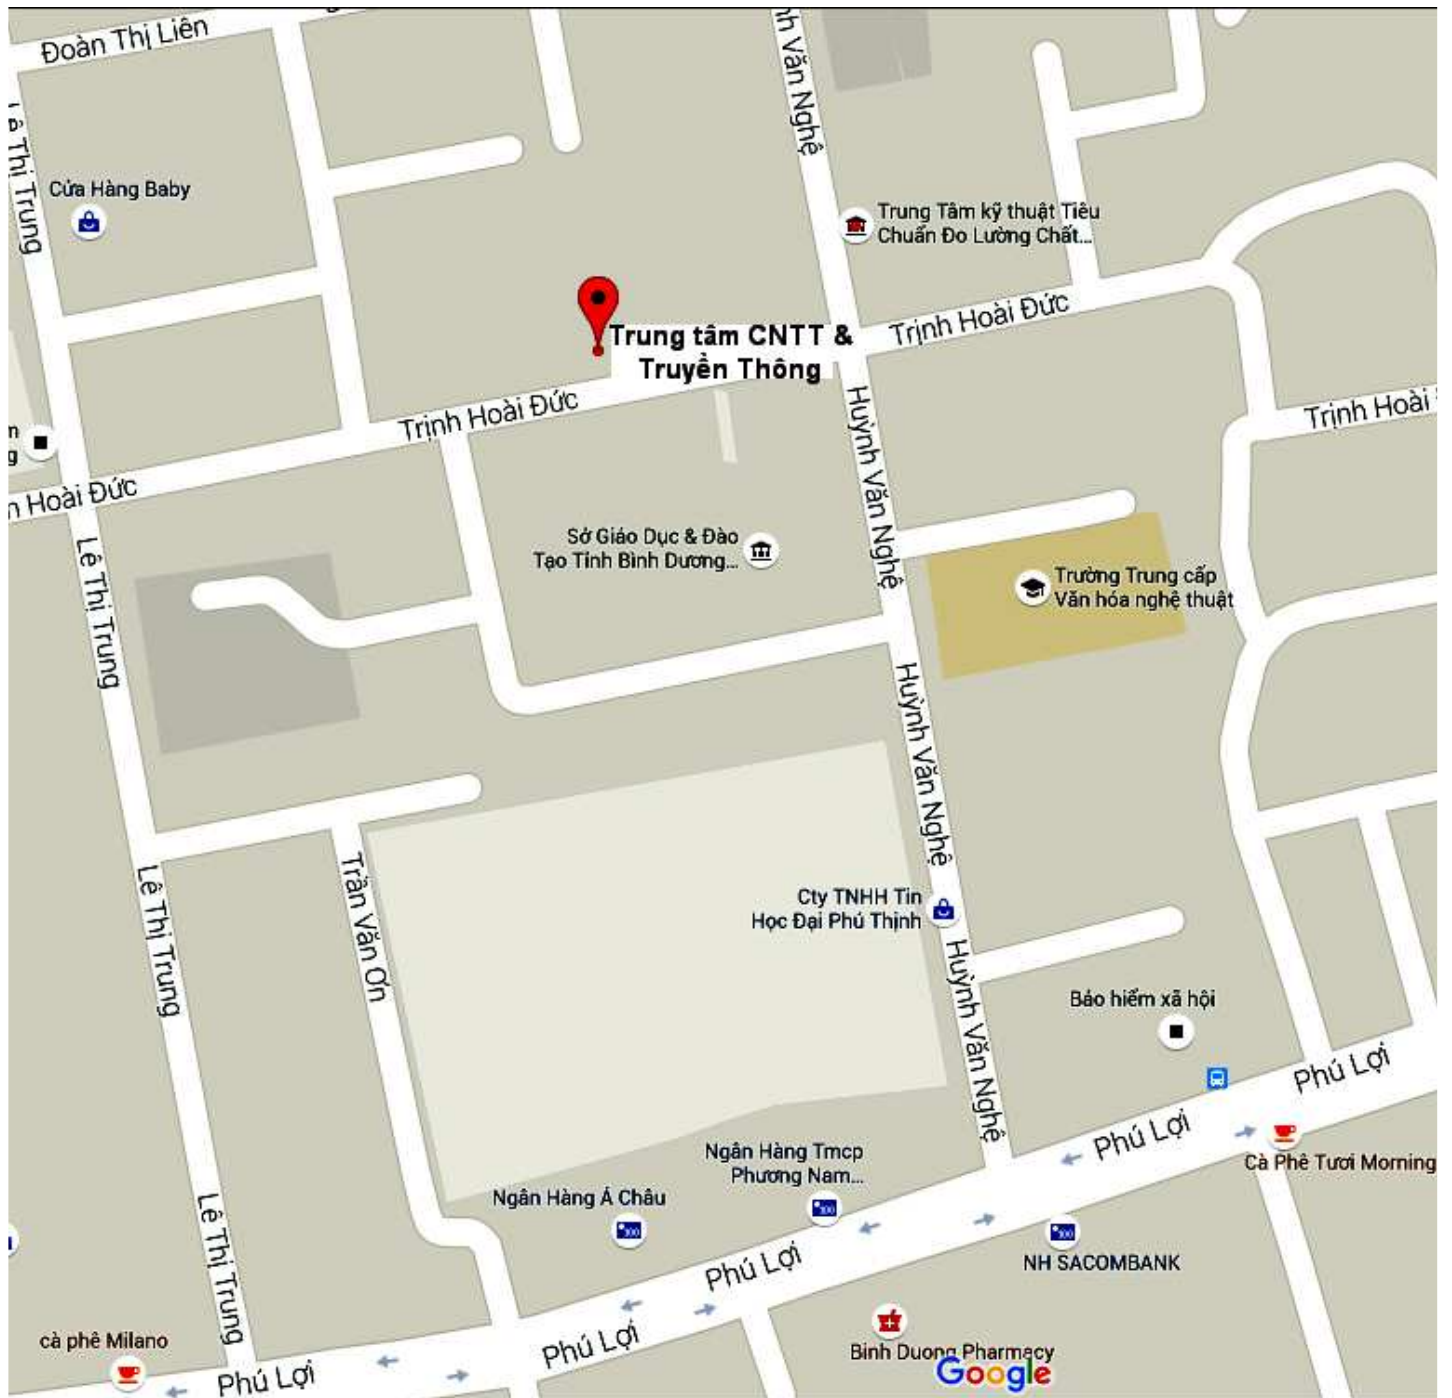 Đoàn Thị Liên
Văn Nghệ
Lê Thị Trung
Cửa Hàng Baby
Trung Tâm kỹ thuật Tiêu
Chuẩn Đo Lường Chất...
Trịnh Hoài Đức
Trung tâm CNTT &
Truyền Thông
Trịnh Hoài Đức
Trịnh Hoài
Huỳnh Văn Nghệ
Hoài Đức
Sở Giáo Dục & Đào
Tạo Tỉnh Bình Dương...
Lê Thị Trung
Trường Trung cấp
Văn hóa nghệ thuật
Huỳnh Văn Nghệ
Lê Thị Trung
Trần Văn Ơn
Cty TNHH Tin
Học Đại Phú Thịnh
Huỳnh Văn Nghệ
Bảo hiểm xã hội
Phú Lợi
Phú Lợi
Cà Phê Tươi Morning
Ngân Hàng Tmcp
Phương Nam...
Ngân Hàng Á Châu
Lê Thị Trung
NH SACOMBANK
Phú Lợi
cà phê Milano
Phú Lợi
Binh Duong Pharmacy
Google
Phú Lợi